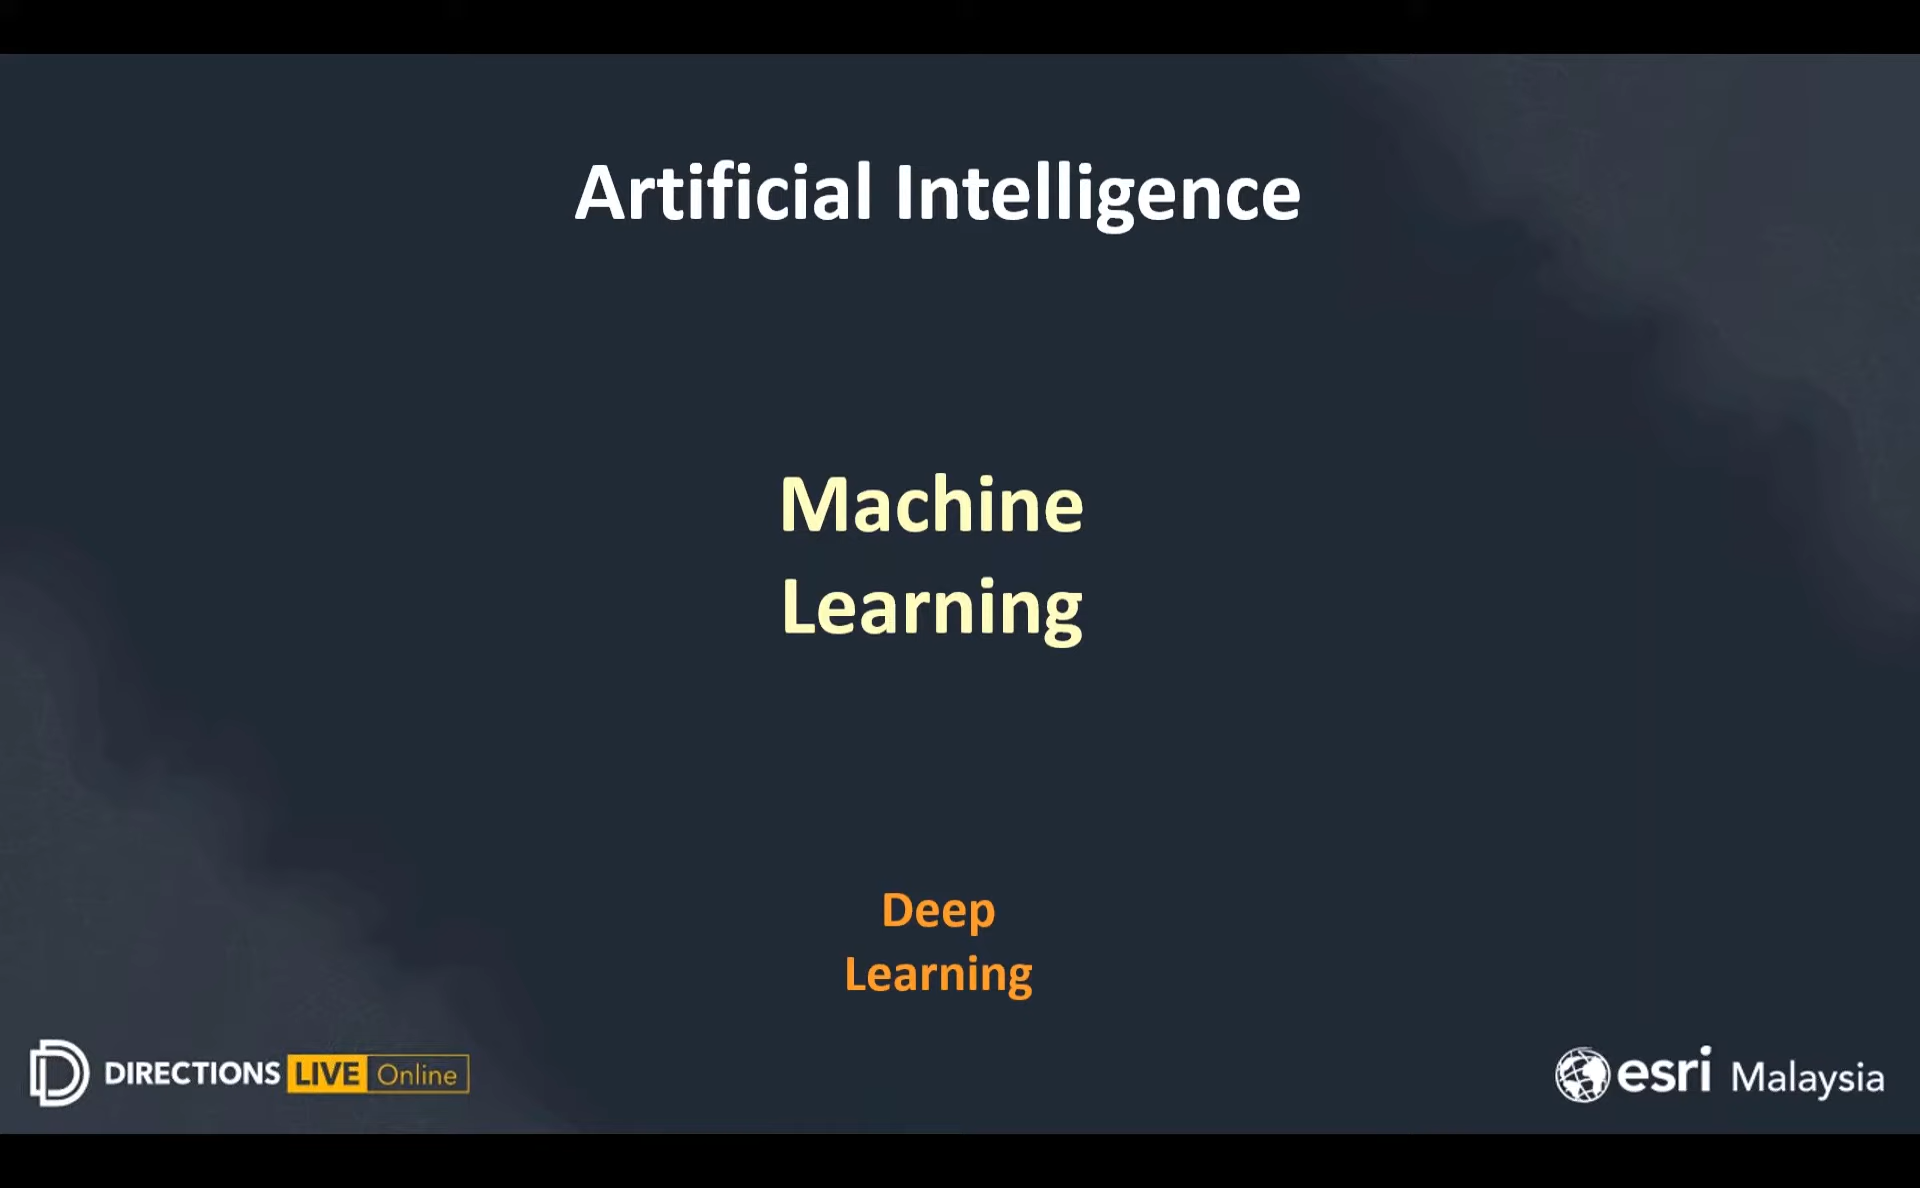 Artificial Intelligence
Machine
Learning
Deep
Learning
DIRECTIONS LIVE Online
esri Malaysia